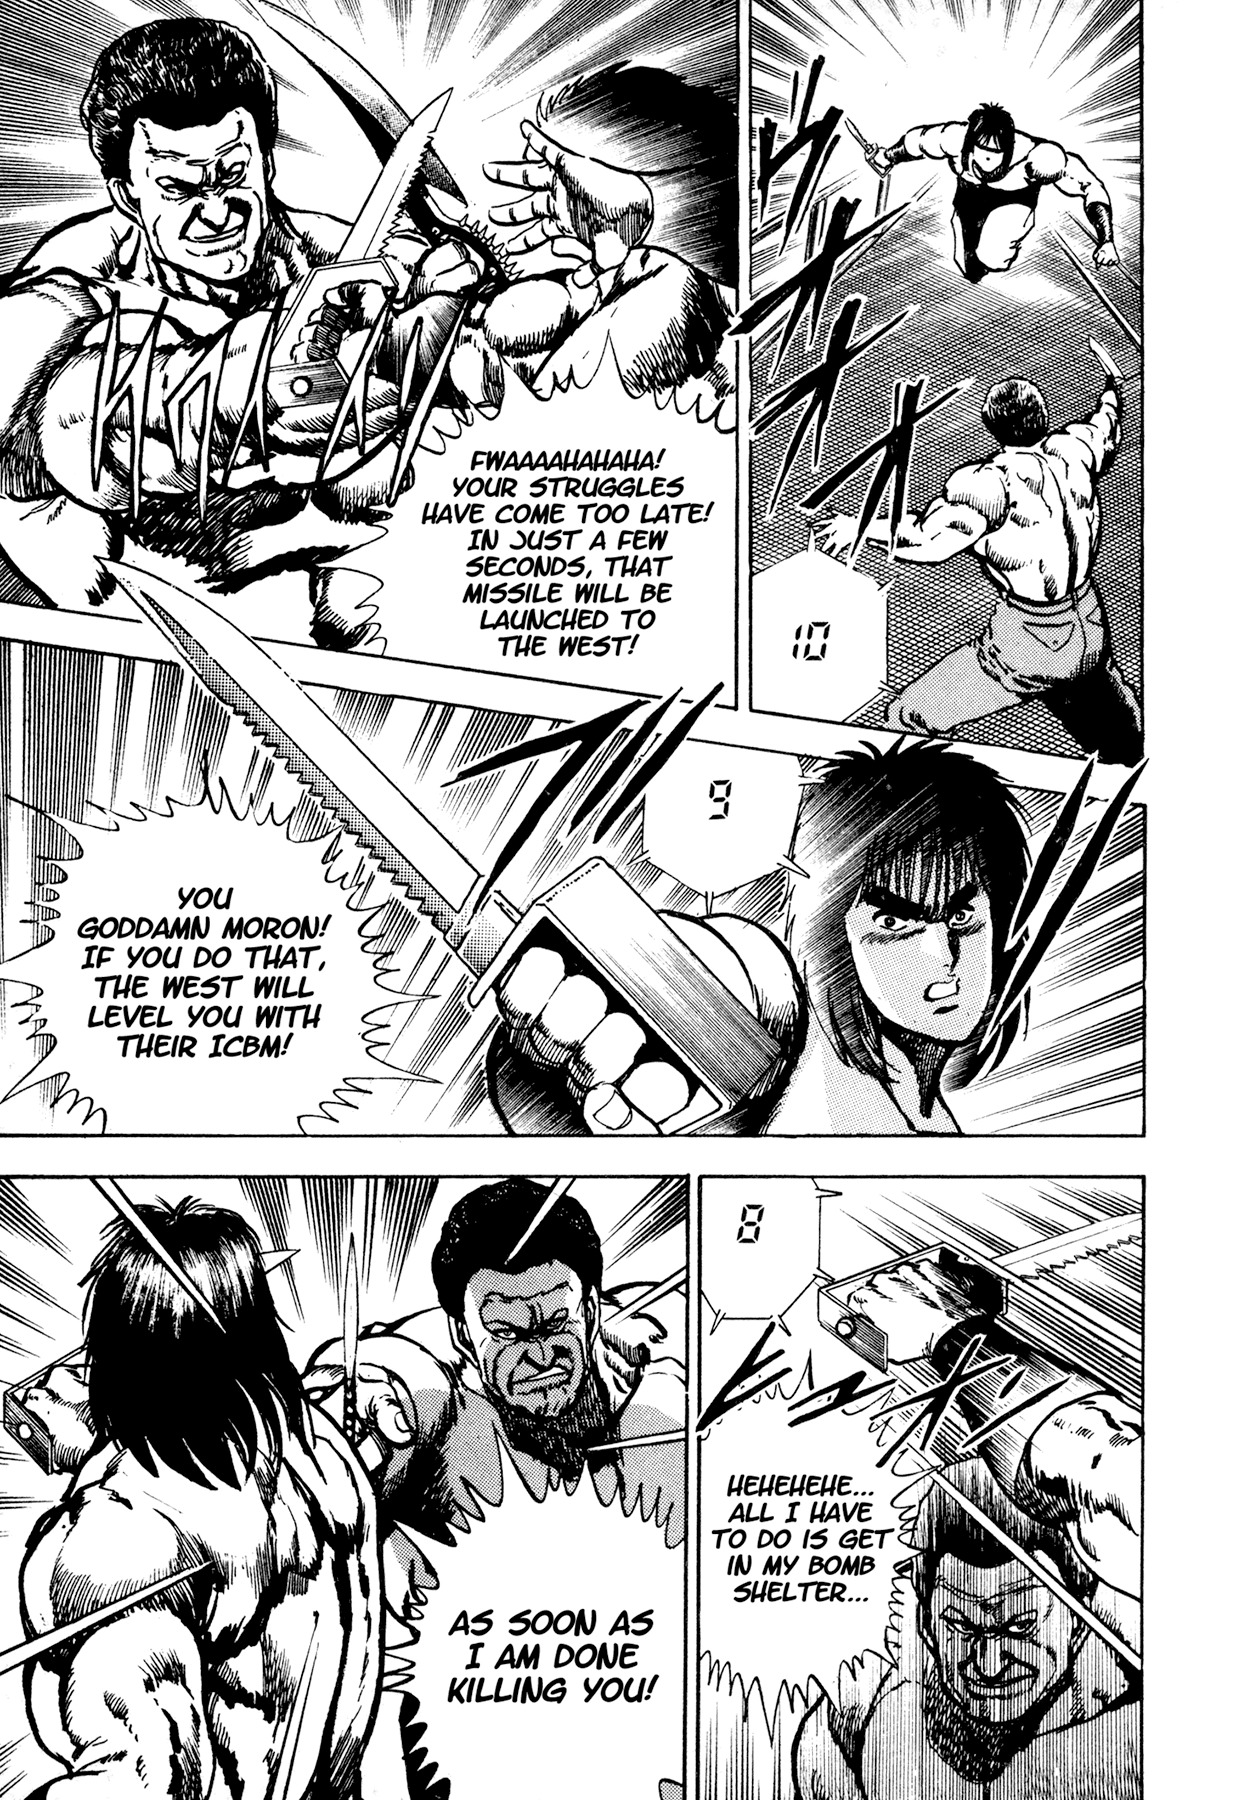 10
FWAAAAHAHAHA!
YOUR STRUGGLES
HAVE COME TOO LATE!
IN JUST A FEW
SECONDS, THAT
MISSILE WILL BE
LAUNCHED TO
THE WEST!
9
YOU
GODDAMN MORON!
IF YOU DO THAT,
THE WEST WILL
LEVEL YOU WITH
THEIR ICBM!
8
HEHEHEHE...
ALL I HAVE
TO DO IS GET
IN MY BOMB
SHELTER...
AS SOON AS
I AM DONE
KILLING YOU!